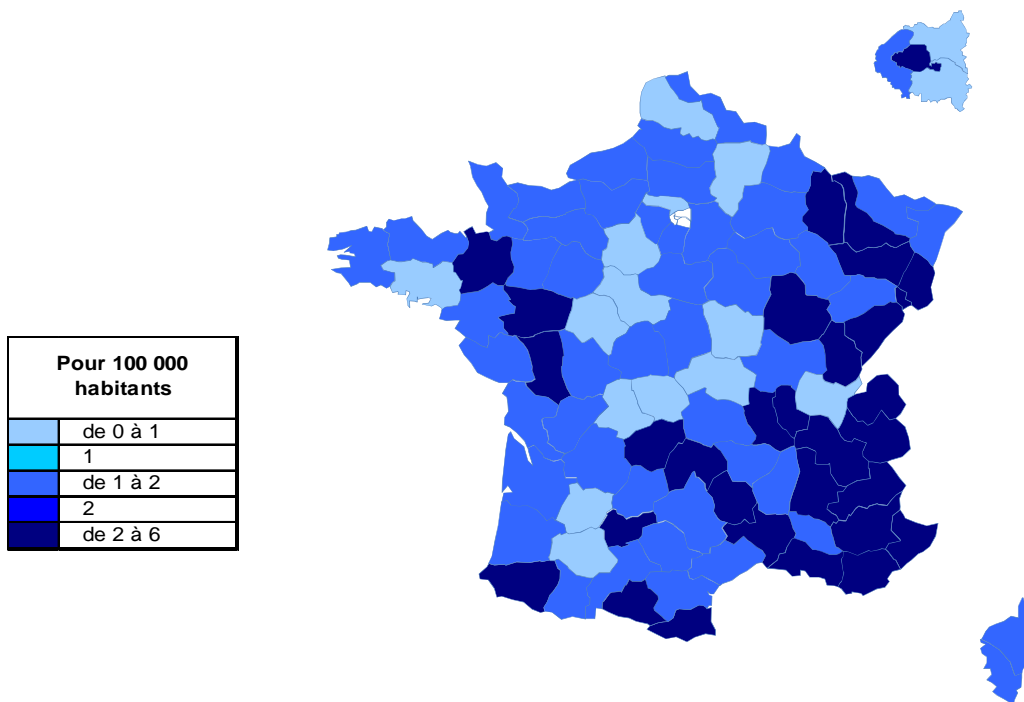 Pour 100 000
habitants
de 0 à 1
1
de 1 à 2
2
de 2 à 6